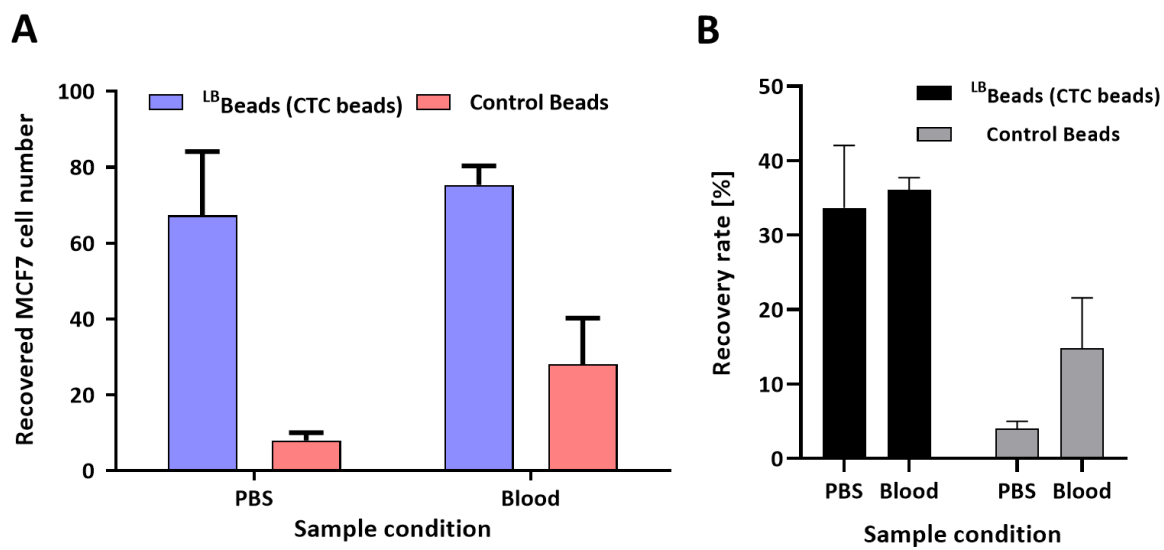 A
Recovered MCF7 cell number
100
80
60
40
20
0
LBBeads (CTC beads)
Control Beads
PBS
Blood
Sample condition
B
Recovery rate [%]
50
40
30
20
10
0
LBBeads (CTC beads)
Control Beads
PBS Blood PBS Blood
Sample condition